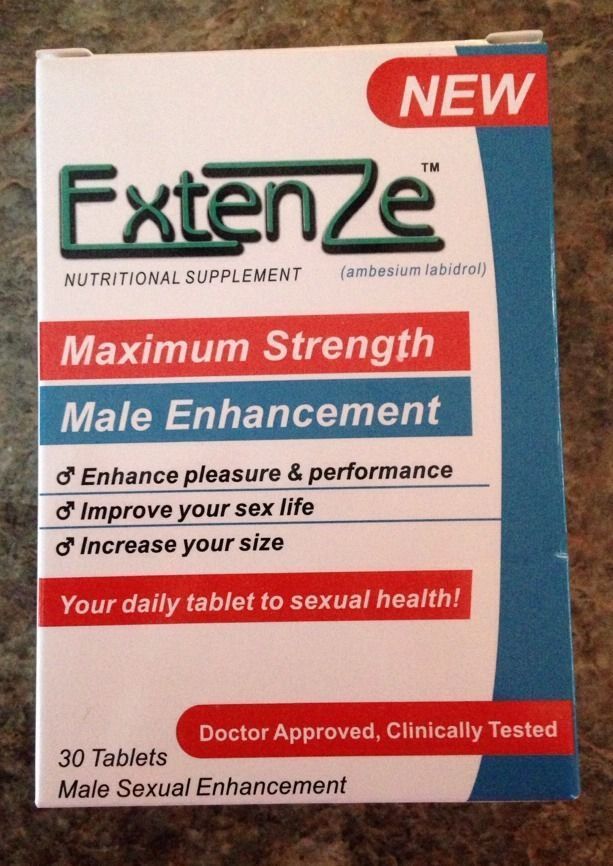 NEW
ExtenZe™
NUTRITIONAL SUPPLEMENT (ambesium labidrol)
Maximum Strength
Male Enhancement
♂ Enhance pleasure & performance
♂ Improve your sex life
♂ Increase your size
Your daily tablet to sexual health!
Doctor Approved, Clinically Tested
30 Tablets
Male Sexual Enhancement